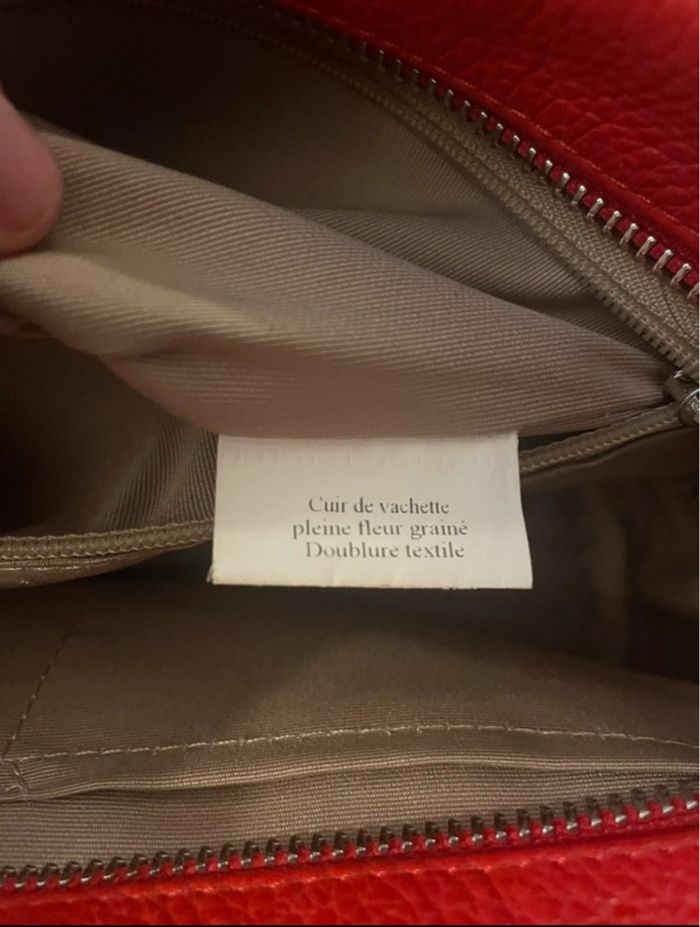 Cuir de vachette
pleine fleur grainé
Doublure textile